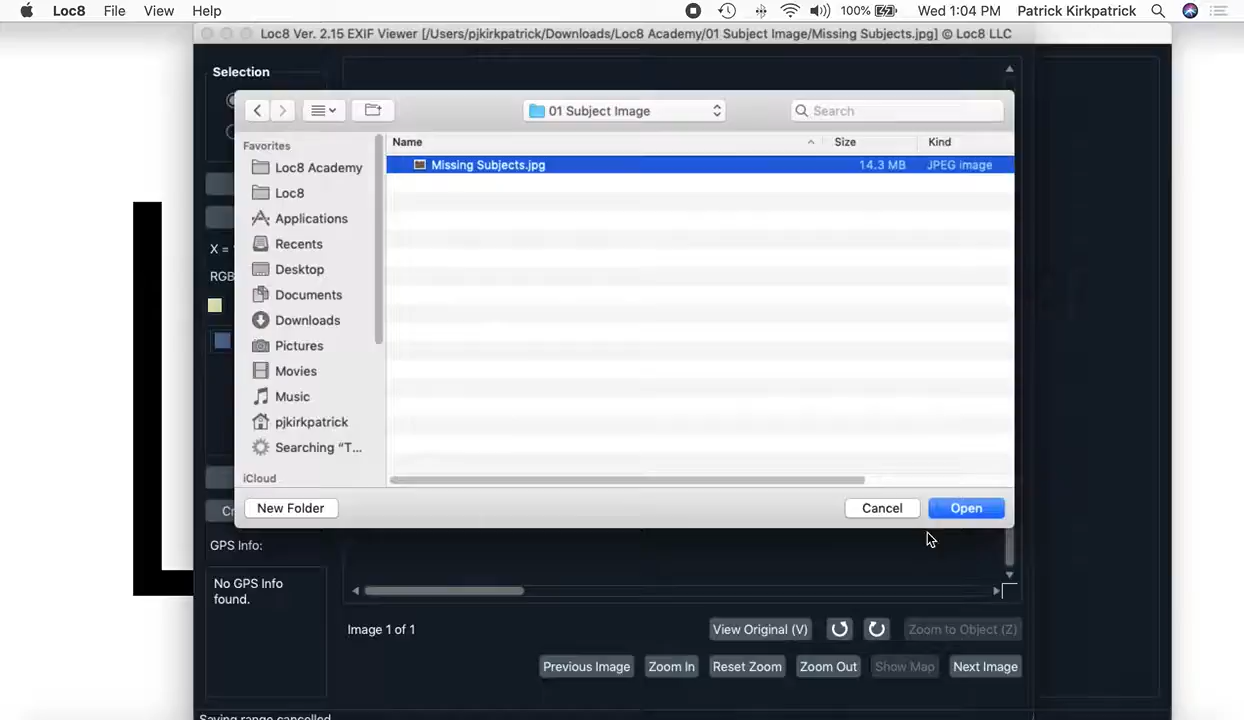 Loc8 File View Help 100% Wed 1:04 PM Patrick Kirkpatrick
Loc8 Ver. 2.15 EXIF Viewer [/Users/pjkirkpatrick/Downloads/Loc8 Academy/01 Subject Image/Missing Subjects.jpg] © Loc8 LLC
Selection
01 Subject Image
Search
Favorites
Name Size Kind
Loc8 Academy
Missing Subjects.jpg 14.3 MB JPEG image
Loc8
Applications
Recents
Desktop
Documents
Downloads
Pictures
Movies
Music
pjkirkpatrick
Searching “T...
iCloud
X =
RGB
New Folder
Cancel
Open
GPS Info:
No GPS Info
found.
Image 1 of 1
View Original (V)
Zoom to Object (Z)
Previous Image
Zoom In
Reset Zoom
Zoom Out
Show Map
Next Image
Saving range cancelled